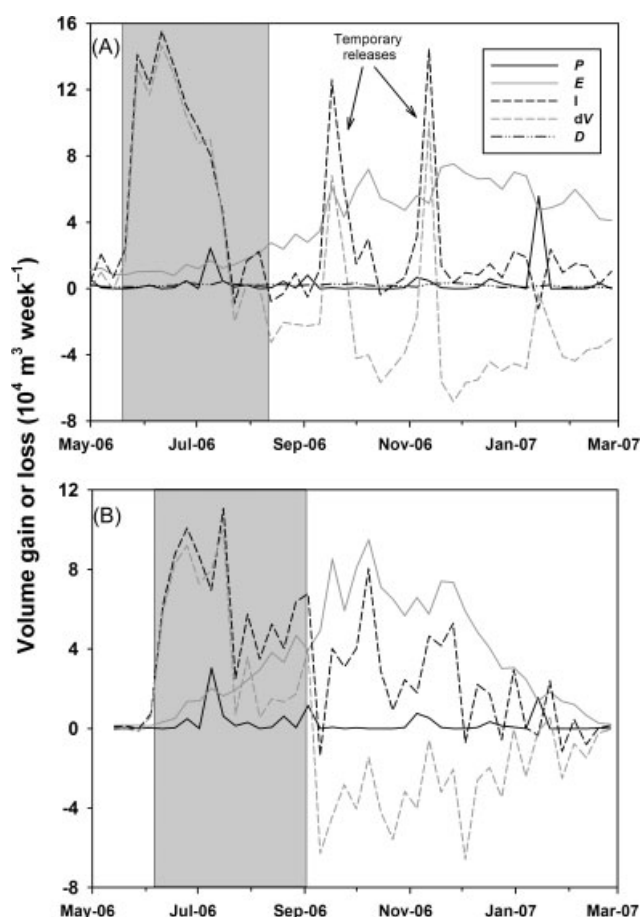 Volume gain or loss (10⁴ m³ week⁻¹)
(A)
Temporary
releases
P
E
I
dV
D
16
12
8
4
0
-4
-8
May-06 Jul-06 Sep-06 Nov-06 Jan-07 Mar-07
(B)
12
8
4
0
-4
-8
May-06 Jul-06 Sep-06 Nov-06 Jan-07 Mar-07